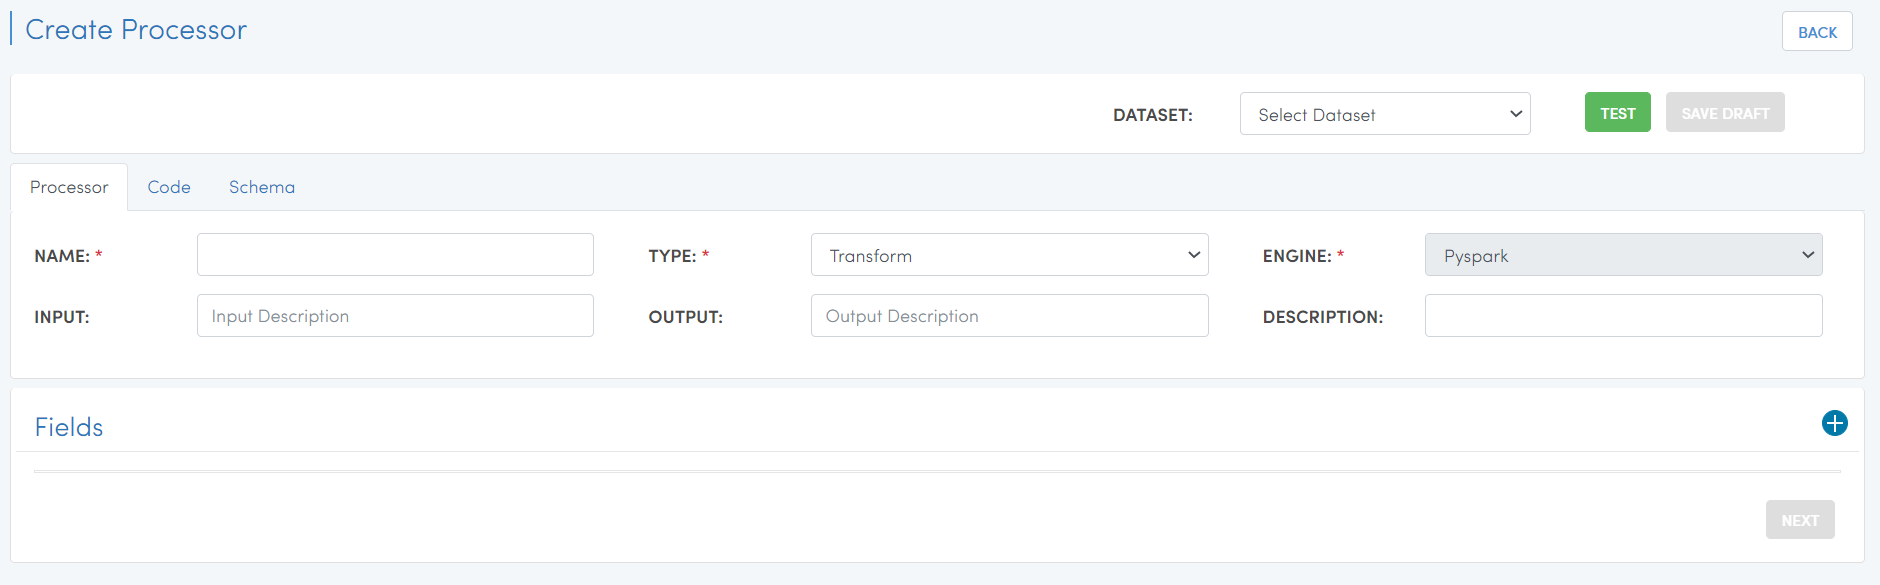 Create Processor
BACK
DATASET: Select Dataset TEST SAVE DRAFT
Processor Code Schema
NAME: * TYPE: * Transform ENGINE: * Pyspark
INPUT: Input Description OUTPUT: Output Description DESCRIPTION:
Fields
NEXT